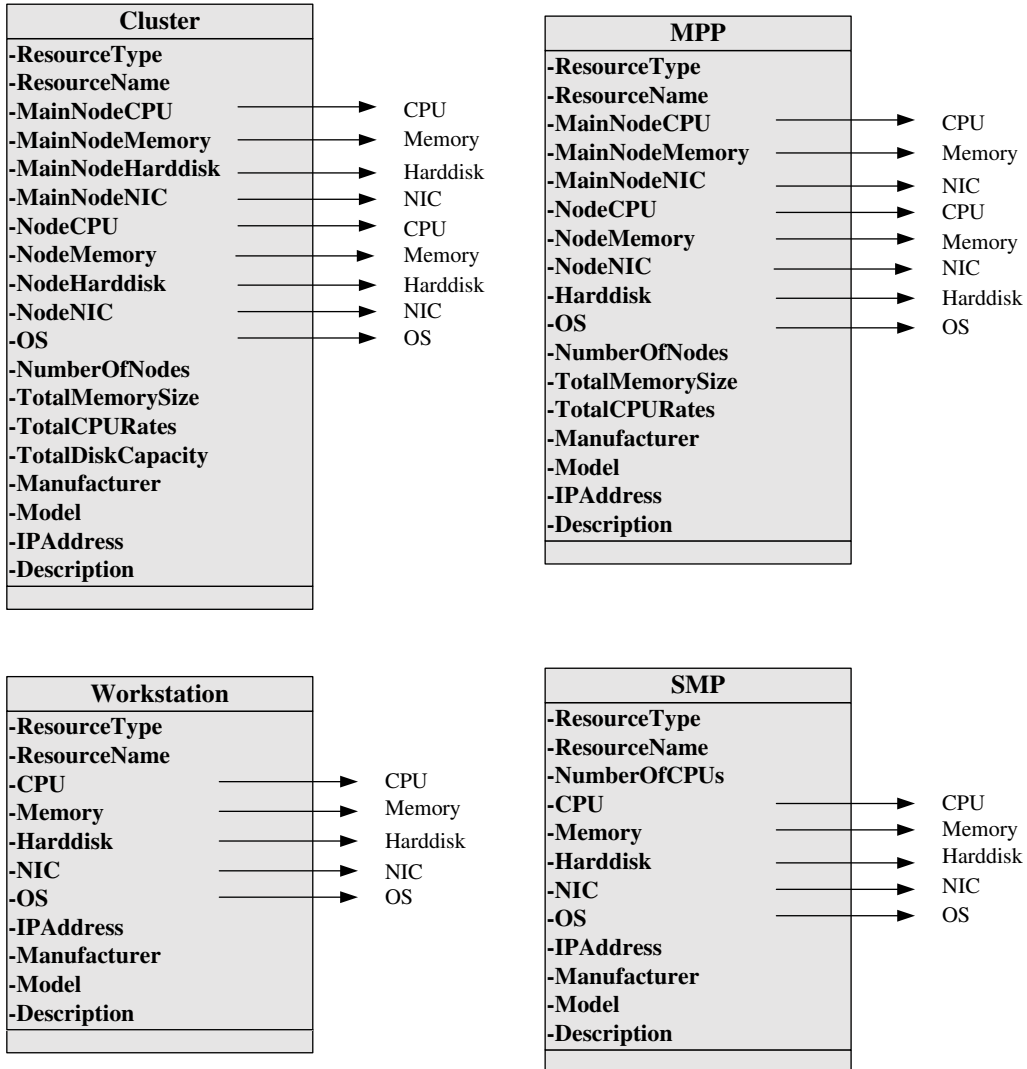 Cluster
-ResourceType
-ResourceName
-MainNodeCPU CPU
-MainNodeMemory Memory
-MainNodeHarddisk Harddisk
-MainNodeNIC NIC
-NodeCPU CPU
-NodeMemory Memory
-NodeHarddisk Harddisk
-NodeNIC NIC
-OS OS
-NumberOfNodes
-TotalMemorySize
-TotalCPURates
-TotalDiskCapacity
-Manufacturer
-Model
-IPAddress
-Description
MPP
-ResourceType
-ResourceName
-MainNodeCPU CPU
-MainNodeMemory Memory
-MainNodeNIC NIC
-NodeCPU CPU
-NodeMemory Memory
-NodeNIC NIC
-Harddisk Harddisk
-OS OS
-NumberOfNodes
-TotalMemorySize
-TotalCPURates
-Manufacturer
-Model
-IPAddress
-Description
Workstation
-ResourceType
-ResourceName
-CPU CPU
-Memory Memory
-Harddisk Harddisk
-NIC NIC
-OS OS
-IPAddress
-Manufacturer
-Model
-Description
SMP
-ResourceType
-ResourceName
-NumberOfCPUs
-CPU CPU
-Memory Memory
-Harddisk Harddisk
-NIC NIC
-OS OS
-IPAddress
-Manufacturer
-Model
-Description